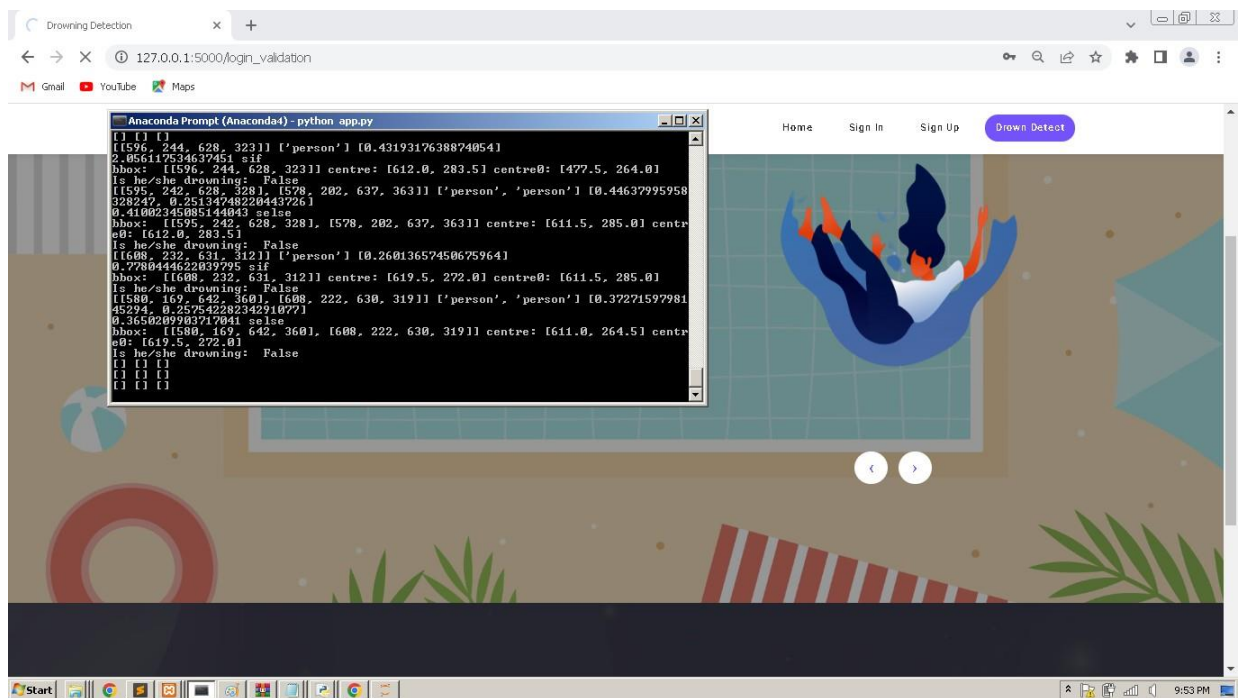 Drowning Detection
127.0.0.1:5000/login_validation
Gmail YouTube Maps
Home Sign In Sign Up Drown Detect
Anaconda Prompt (Anaconda4) - python app.py
[] [] []
[[596, 244, 628, 323]] ['person'] [0.4319317638874054]
2.056117534637451 sif
bbox:  [[596, 244, 628, 323]] centre: [612.0, 283.5] centre0: [477.5, 264.0]
Is he/she drowning:  False
[[595, 242, 628, 328], [578, 202, 637, 363]] ['person', 'person'] [0.44637995958
328247, 0.25134748220443726]
0.41002345085144043 selse
bbox:  [[595, 242, 628, 328], [578, 202, 637, 363]] centre: [611.5, 285.0] centr
e0: [612.0, 283.5]
Is he/she drowning:  False
[[608, 232, 631, 312]] ['person'] [0.26013657450675964]
0.7780444622039795 sif
bbox:  [[608, 232, 631, 312]] centre: [619.5, 272.0] centre0: [611.5, 285.0]
Is he/she drowning:  False
[[580, 169, 642, 360], [608, 222, 630, 319]] ['person', 'person'] [0.37271597981
45294, 0.25754228234291077]
0.3650209903717041 selse
bbox:  [[580, 169, 642, 360], [608, 222, 630, 319]] centre: [611.0, 264.5] centr
e0: [619.5, 272.0]
Is he/she drowning:  False
[] [] []
[] [] []
[] [] []
Start
9:53 PM